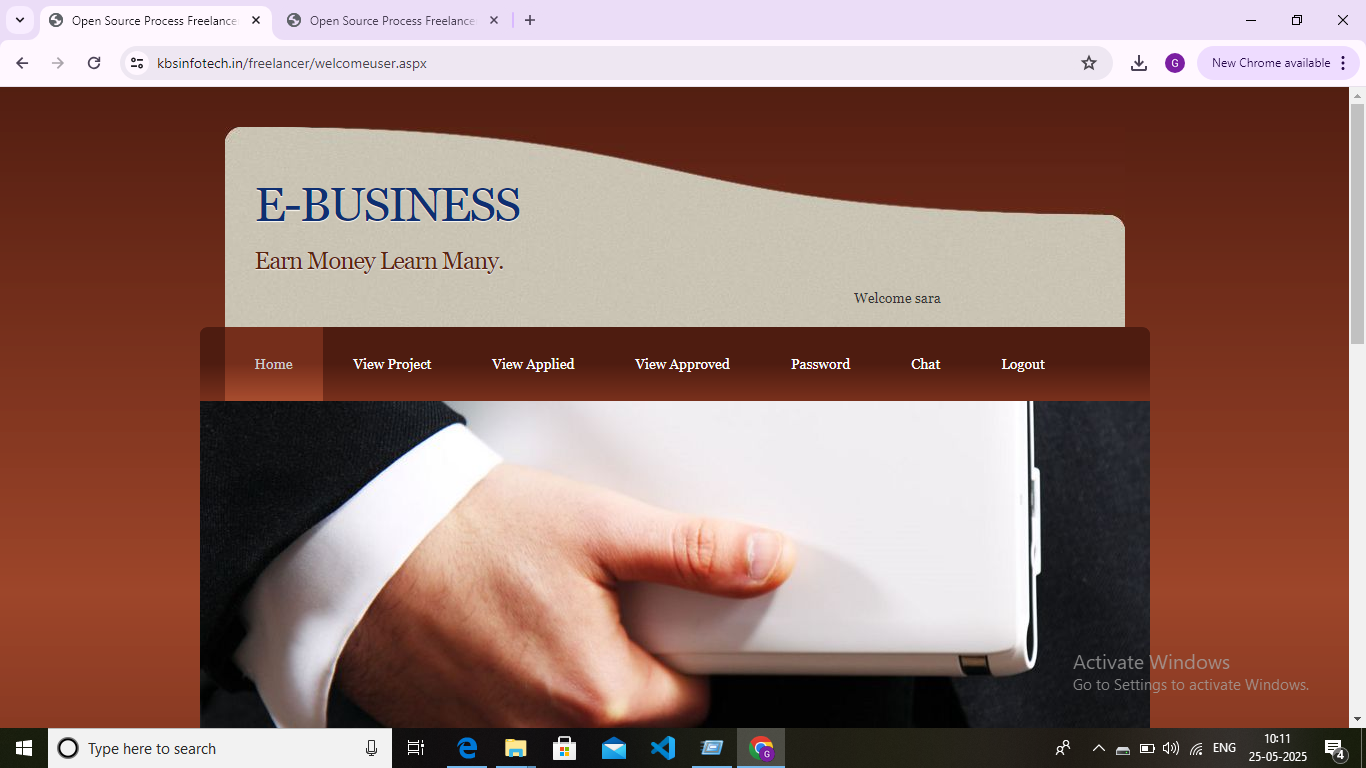 Open Source Process Freelance
Open Source Process Freelance
kbsinfotech.in/freelancer/welcomeuser.aspx
G
New Chrome available
E-BUSINESS
Earn Money Learn Many.
Welcome sara
Home
View Project
View Applied
View Approved
Password
Chat
Logout
Activate Windows
Go to Settings to activate Windows.
Type here to search
G
ENG
10:11
25-05-2025
4